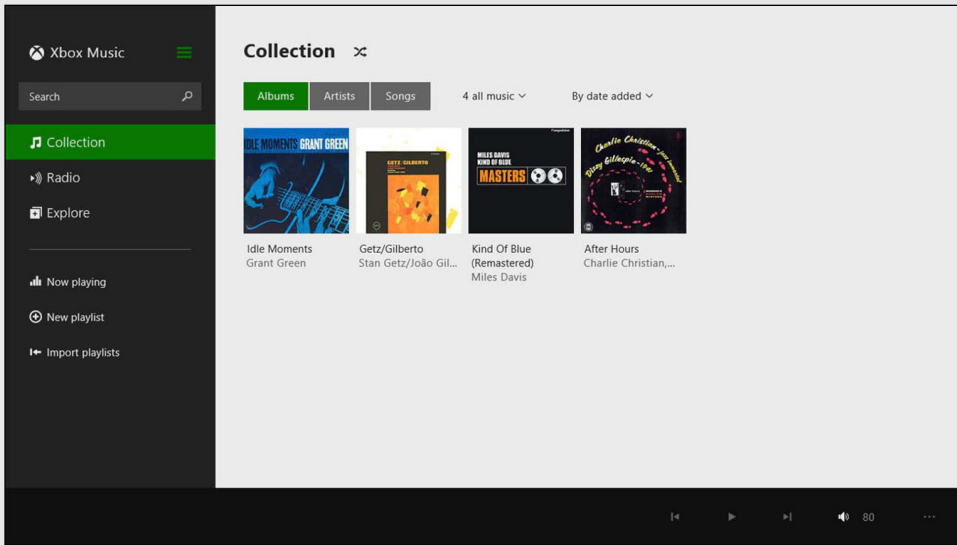 Xbox Music
Search
Collection
Radio
Explore
Now playing
New playlist
Import playlists
Collection
Albums Artists Songs 4 all music By date added
IDLE MOMENTS GRANT GREEN
GETZ/GILBERTO
MILES DAVIS
KIND OF BLUE
MASTERS
Charlie Christian
Dizzy Gillespie-1941
Idle Moments
Grant Green
Getz/Gilberto
Stan Getz/João Gil...
Kind Of Blue
(Remastered)
Miles Davis
After Hours
Charlie Christian,...
80